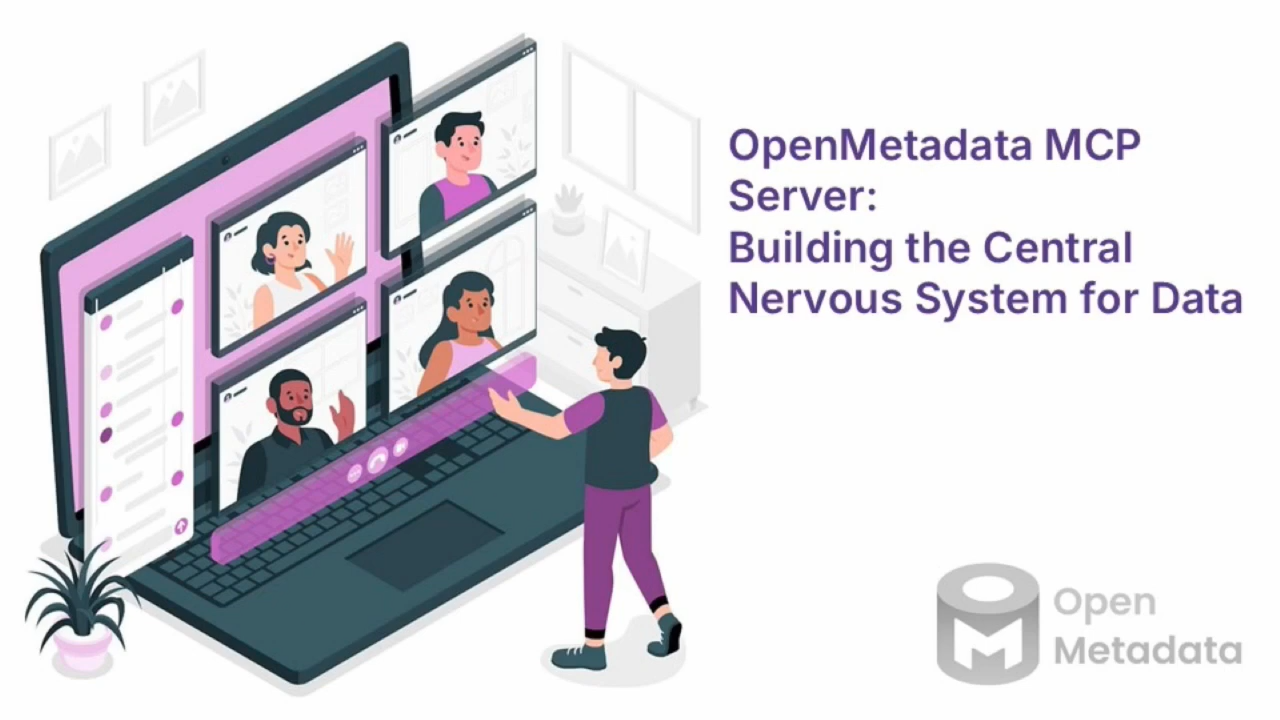 OpenMetadata MCP
Server:
Building the Central
Nervous System for Data
Open
Metadata